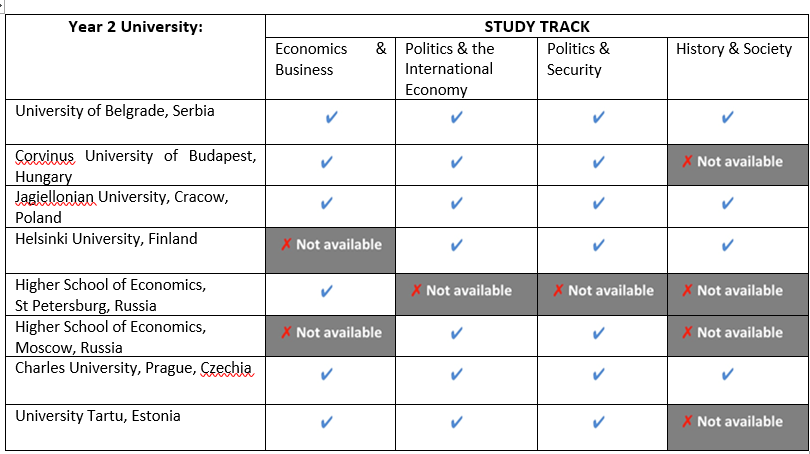 Year 2 University:
STUDY TRACK
Economics &
Business
Politics & the
International
Economy
Politics &
Security
History & Society
University of Belgrade, Serbia
✓ ✓ ✓ ✓
Corvinus University of Budapest,
Hungary
✓ ✓ ✓ ✗ Not available
Jagiellonian University, Cracow,
Poland
✓ ✓ ✓ ✓
Helsinki University, Finland
✗ Not available ✓ ✓ ✓
Higher School of Economics,
St Petersburg, Russia
✓ ✗ Not available ✗ Not available ✗ Not available
Higher School of Economics,
Moscow, Russia
✗ Not available ✓ ✓ ✗ Not available
Charles University, Prague, Czechia
✓ ✓ ✓ ✓
University Tartu, Estonia
✓ ✓ ✓ ✗ Not available